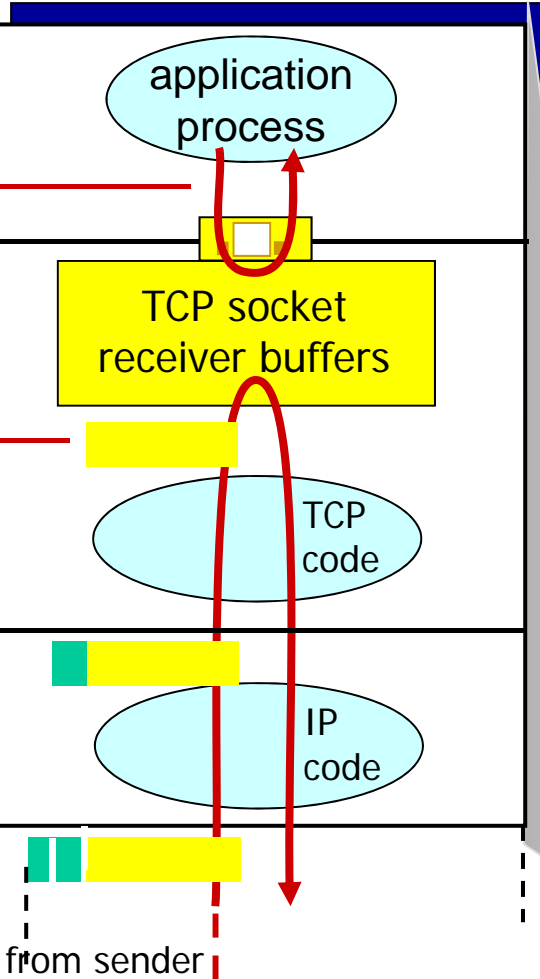 application
process
TCP socket
receiver buffers
TCP
code
IP
code
from sender